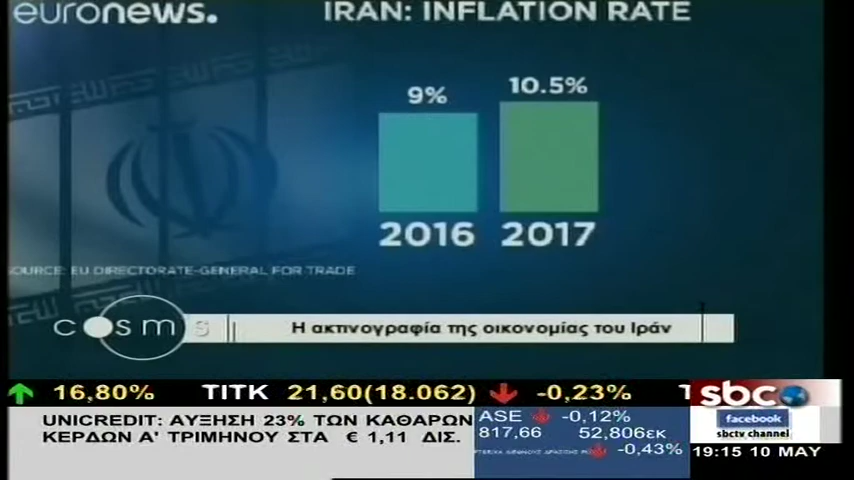 euronews.
IRAN: INFLATION RATE
9%
10.5%
2016
2017
OURCE: EU DIRECTORATE-GENERAL FOR TRADE
cosmos
Η ακτινογραφία της οικονομίας του Ιράν
16,80% ΤΙΤΚ 21,60(18.062) -0,23%
sbc
UNICREDIT: ΑΥΞΗΣΗ 23% ΤΩΝ ΚΑΘΑΡΩΝ
ΚΕΡΔΩΝ Α' ΤΡΙΜΗΝΟΥ ΣΤΑ € 1,11 ΔΙΣ.
ASE -0,12%
817,66 52,806εκ
-0,43%
facebook
sbctv channel
19:15 10 MAY